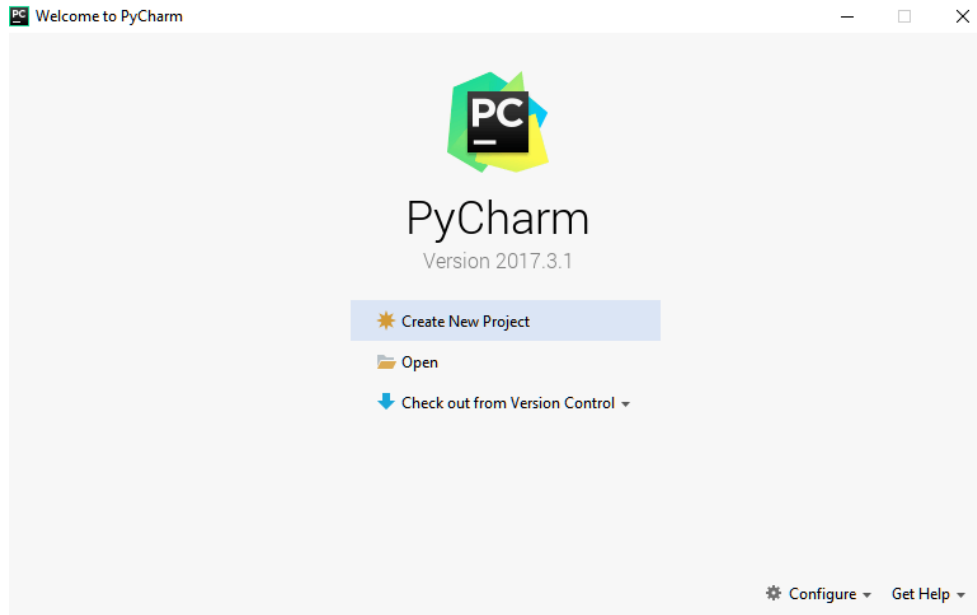 PC Welcome to PyCharm
PC
PyCharm
Version 2017.3.1
Create New Project
Open
Check out from Version Control
Configure Get Help